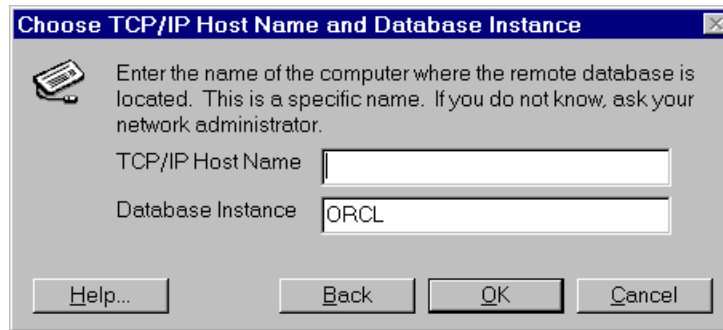 Choose TCP/IP Host Name and Database Instance
Enter the name of the computer where the remote database is
located. This is a specific name. If you do not know, ask your
network administrator.
TCP/IP Host Name
Database Instance ORCL
Help... Back OK Cancel